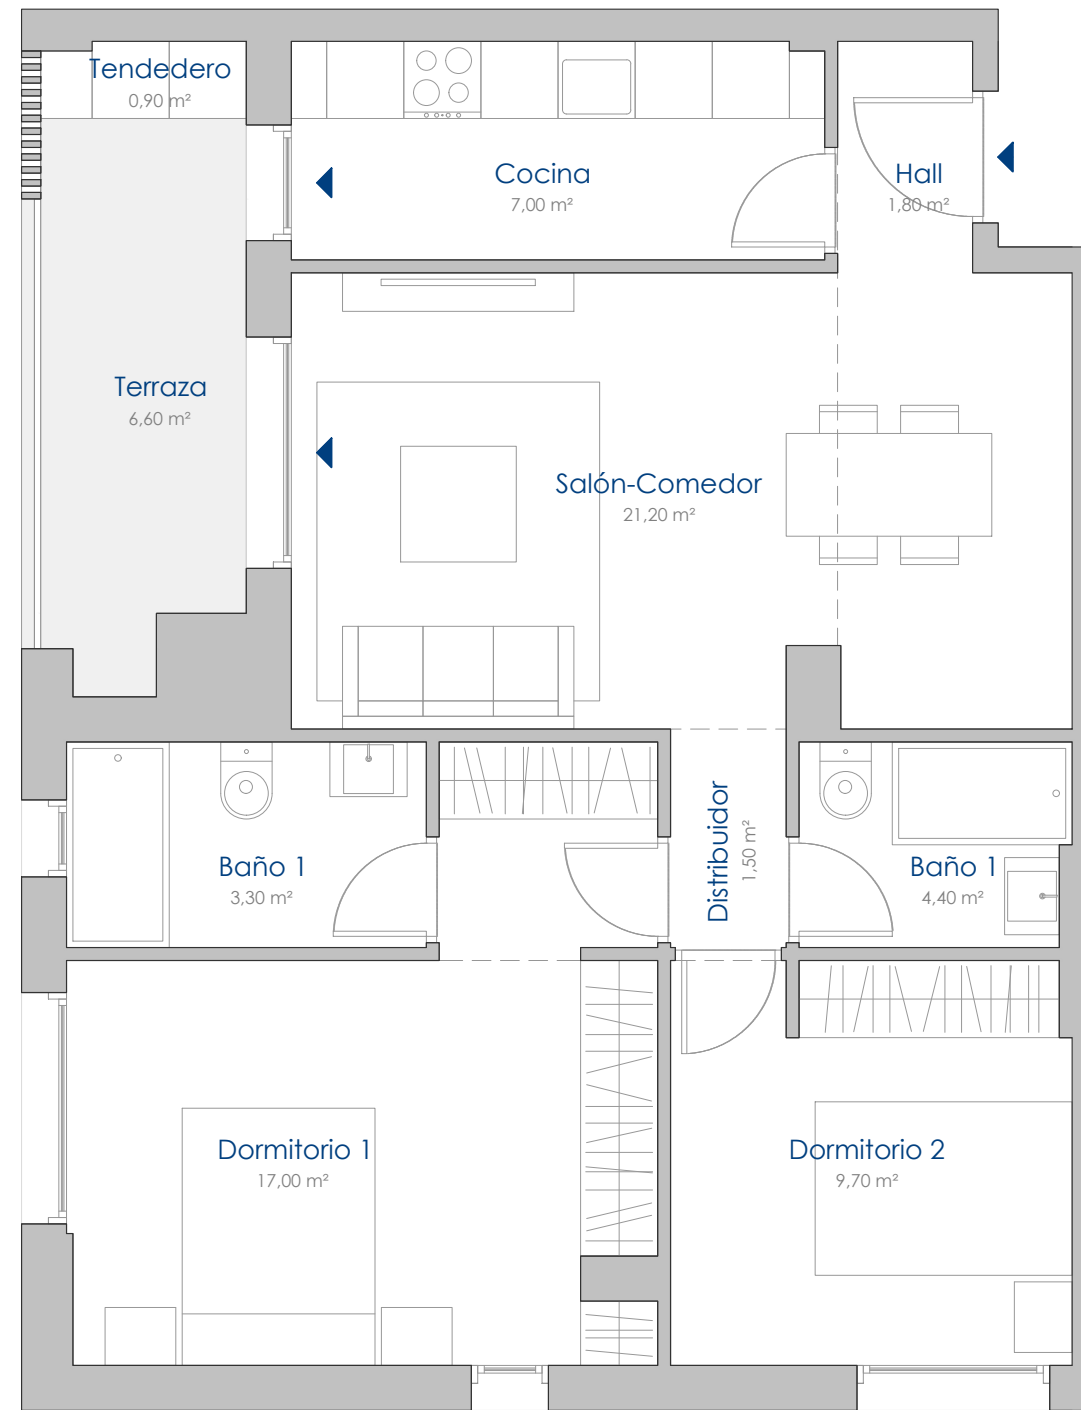 Tendedero
0,90 m²
Cocina
7,00 m²
Hall
1,80 m²
Terraza
6,60 m²
Salón-Comedor
21,20 m²
Distribuidor
1,50 m²
Baño 1
3,30 m²
Baño 1
4,40 m²
Dormitorio 1
17,00 m²
Dormitorio 2
9,70 m²